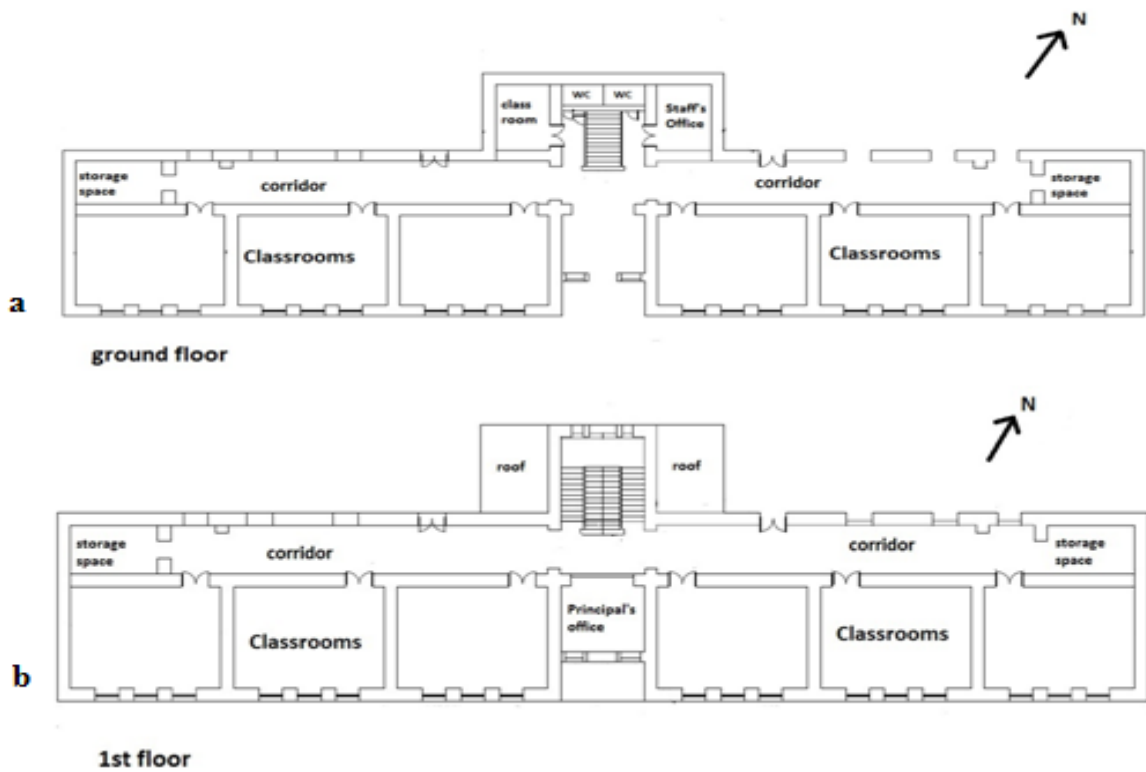 N
WC
WC
class
room
Staff's
Office
storage
space
corridor
corridor
storage
space
Classrooms
Classrooms
a
ground floor
N
roof
roof
storage
space
corridor
corridor
storage
space
Principal's
office
Classrooms
Classrooms
b
1st floor